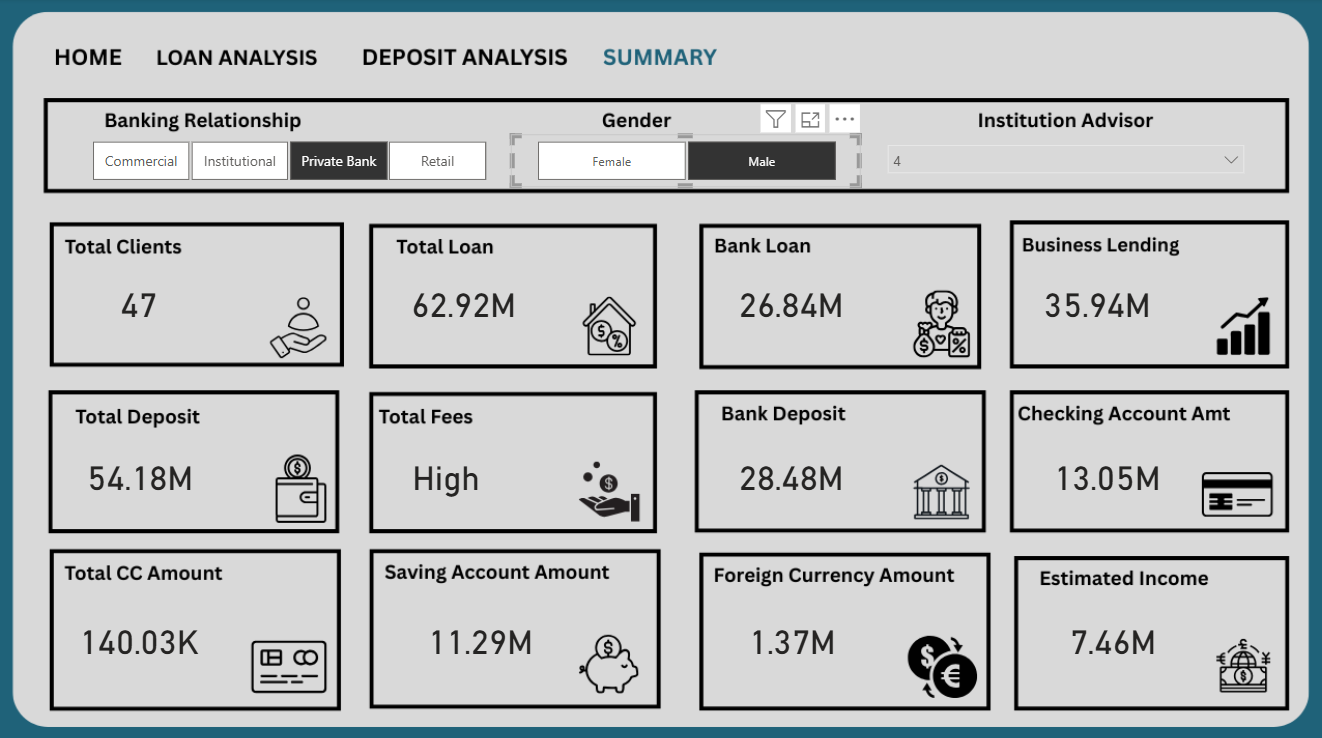 HOME LOAN ANALYSIS DEPOSIT ANALYSIS SUMMARY
Banking Relationship Gender Institution Advisor
Commercial Institutional Private Bank Retail Female Male 4
Total Clients Total Loan Bank Loan Business Lending
47 62.92M 26.84M 35.94M
Total Deposit Total Fees Bank Deposit Checking Account Amt
54.18M High 28.48M 13.05M
Total CC Amount Saving Account Amount Foreign Currency Amount Estimated Income
140.03K 11.29M 1.37M 7.46M